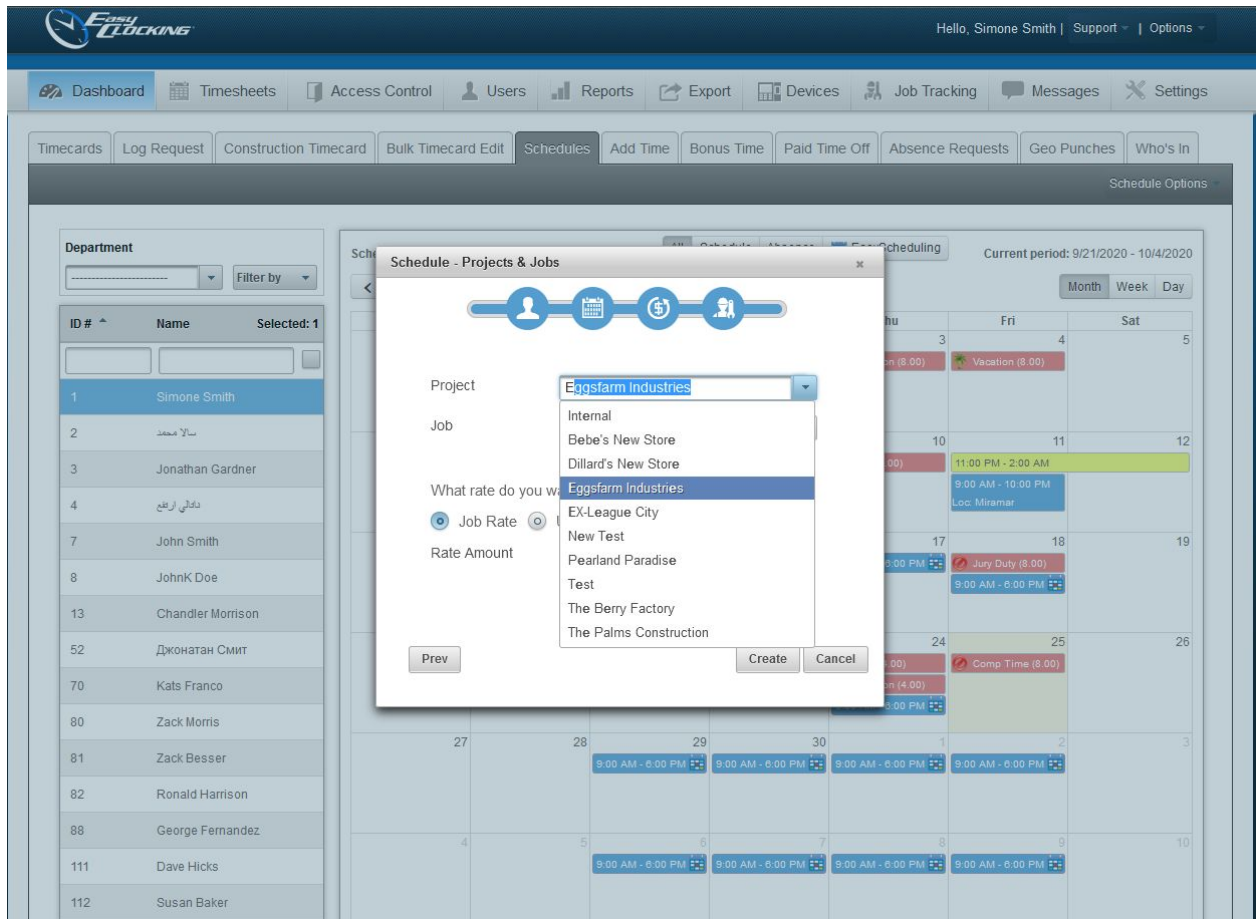 EASY CLOCKING
Hello, Simone Smith | Support | Options
Dashboard Timesheets Access Control Users Reports Export Devices Job Tracking Messages Settings
Timecards Log Request Construction Timecard Bulk Timecard Edit Schedules Add Time Bonus Time Paid Time Off Absence Requests Geo Punches Who's In
Schedule Options
Department
------------------------ Filter by
ID # Name Selected: 1
1 Simone Smith
2 سالا محمد
3 Jonathan Gardner
4
7 John Smith
8 JohnK Doe
13 Chandler Morrison
52 Джонатан Смит
70 Kats Franco
80 Zack Morris
81 Zack Besser
82 Ronald Harrison
88 George Fernandez
111 Dave Hicks
112 Susan Baker
Current period: 9/21/2020 - 10/4/2020
< Month Week Day
Fri Sat
3 4 5
(8.00) Vacation (8.00)
10 11 12
11:00 PM - 2:00 AM
9:00 AM - 10:00 PM
Loc: Miramar
17 18 19
6:00 PM Jury Duty (8.00)
9:00 AM - 6:00 PM
24 25 26
Comp Time (8.00)
(4.00)
6:00 PM
27 28 29 30 1 2 3
9:00 AM - 6:00 PM 9:00 AM - 6:00 PM 9:00 AM - 6:00 PM 9:00 AM - 6:00 PM
4 5 6 7 8 9 10
9:00 AM - 6:00 PM 9:00 AM - 6:00 PM 9:00 AM - 6:00 PM 9:00 AM - 6:00 PM
Schedule - Projects & Jobs ×
Project Eggsfarm Industries
Job
Internal
Bebe's New Store
Dillard's New Store
Eggsfarm Industries
EX-League City
New Test
Pearland Paradise
Test
The Berry Factory
The Palms Construction
What rate do you
Job Rate
Rate Amount
Prev Create Cancel